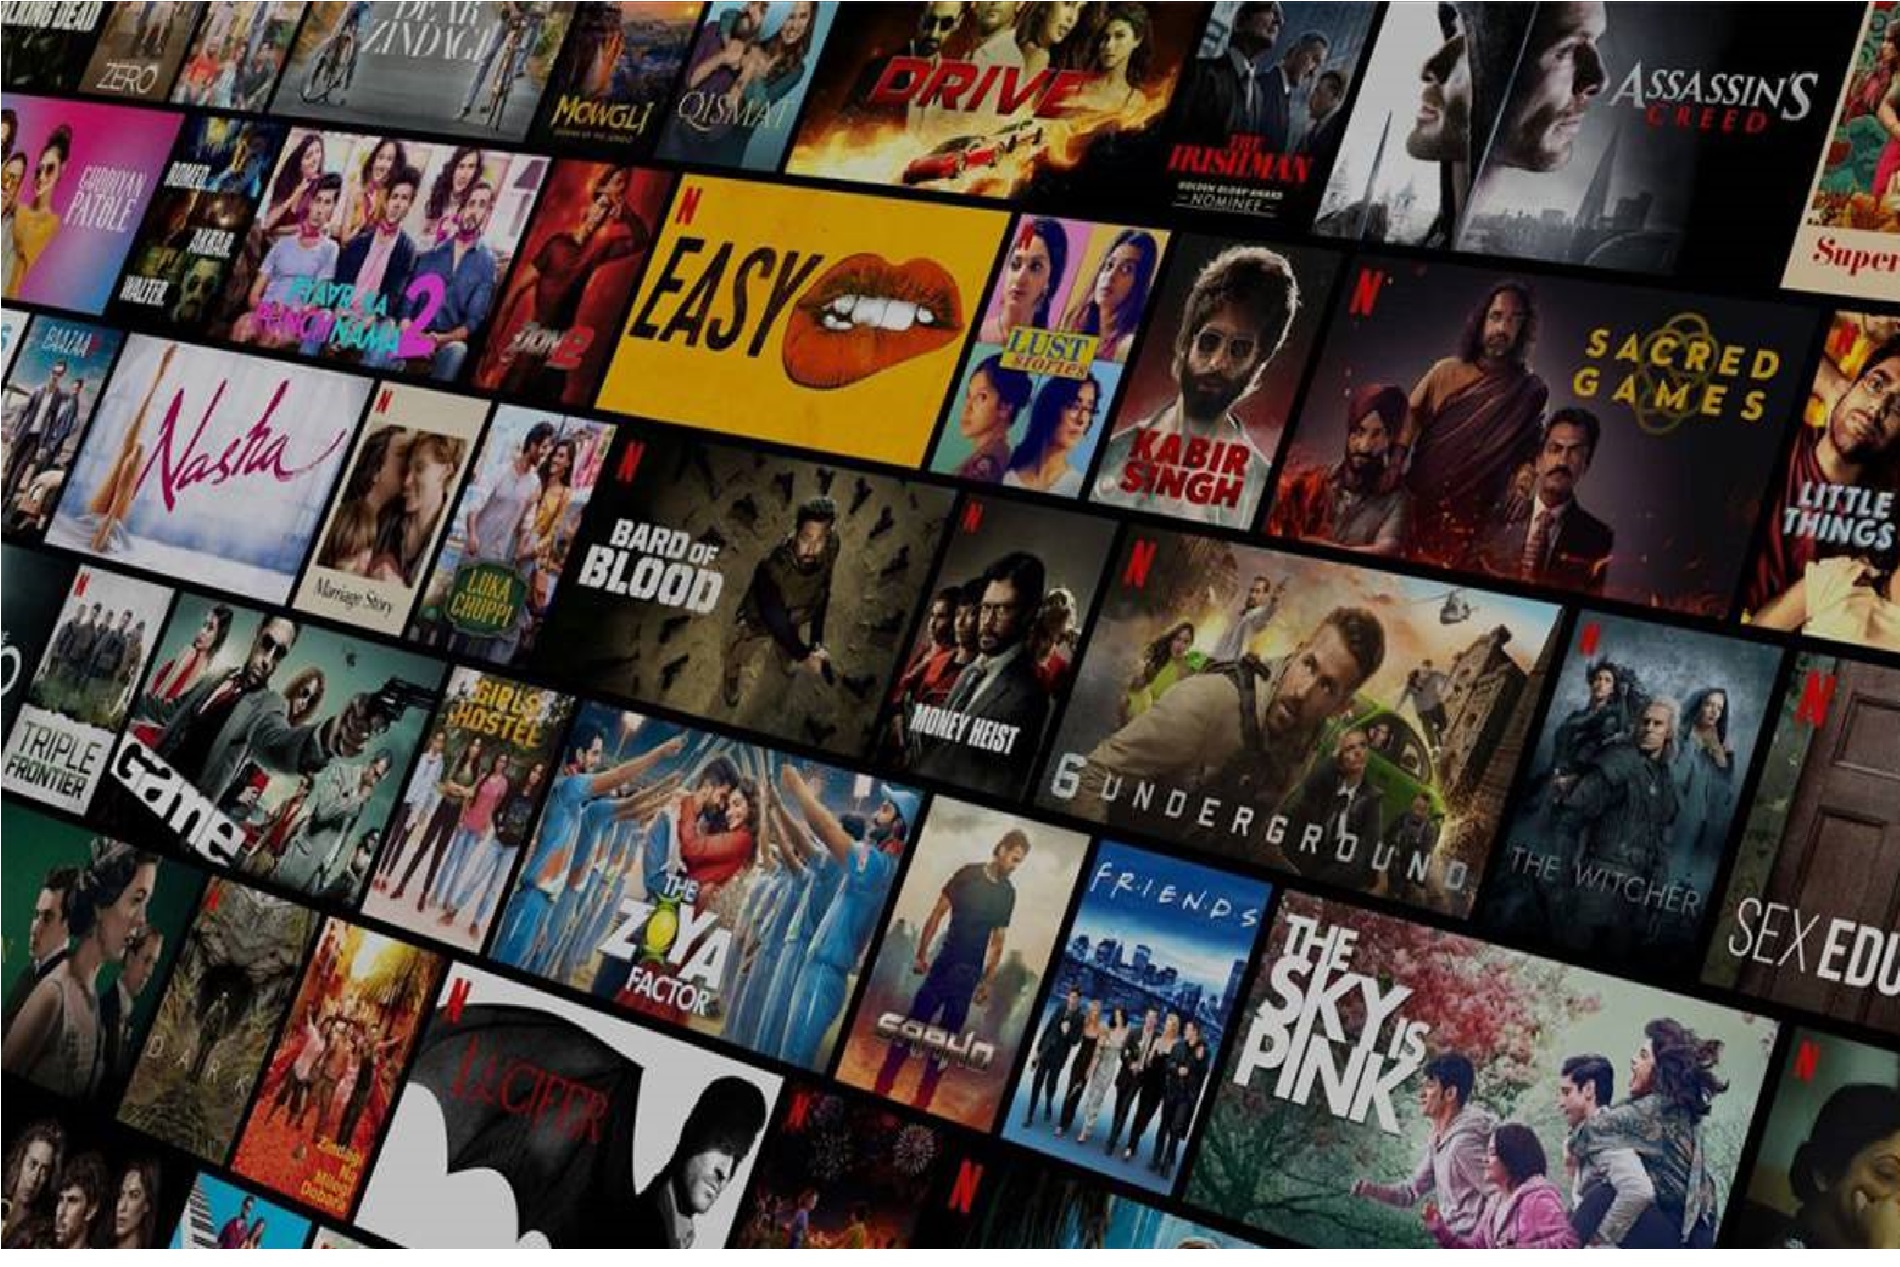 LKING DEAD
ZERO
DEAR
ZINDAGI
MOWGLI
QISMAT
DRIVE
THE
IRISHMAN
GOLDEN GLOBE AWARD
NOMINEE
ASSASSIN'S
CREED
Super
CHOORIYAN
PATOLE
ROMEO.
AKBAR.
WALTER.
PYAAR KA
PUNCHNAMA 2
DON 2
N
EASY
N
LUST
stories
KABIR
SINGH
N
SACRED
GAMES
N
LITTLE
THINGS
BAAZAAR
Nasha
N
Marriage Story
LUKA
CHUPPI
N
BARD OF
BLOOD
N
MONEY HEIST
N
6 UNDERGROUND
N
THE WITCHER
N
SEX EDU
N
TRIPLE
FRONTIER
Game
GIRLS
HOSTEL
THE
ZOYA
FACTOR
FRIENDS
THE
SKY IS
PINK
N
N
DARK
Zindagi
Na
Milegi
Dobara
N
LUCIFER
N
N